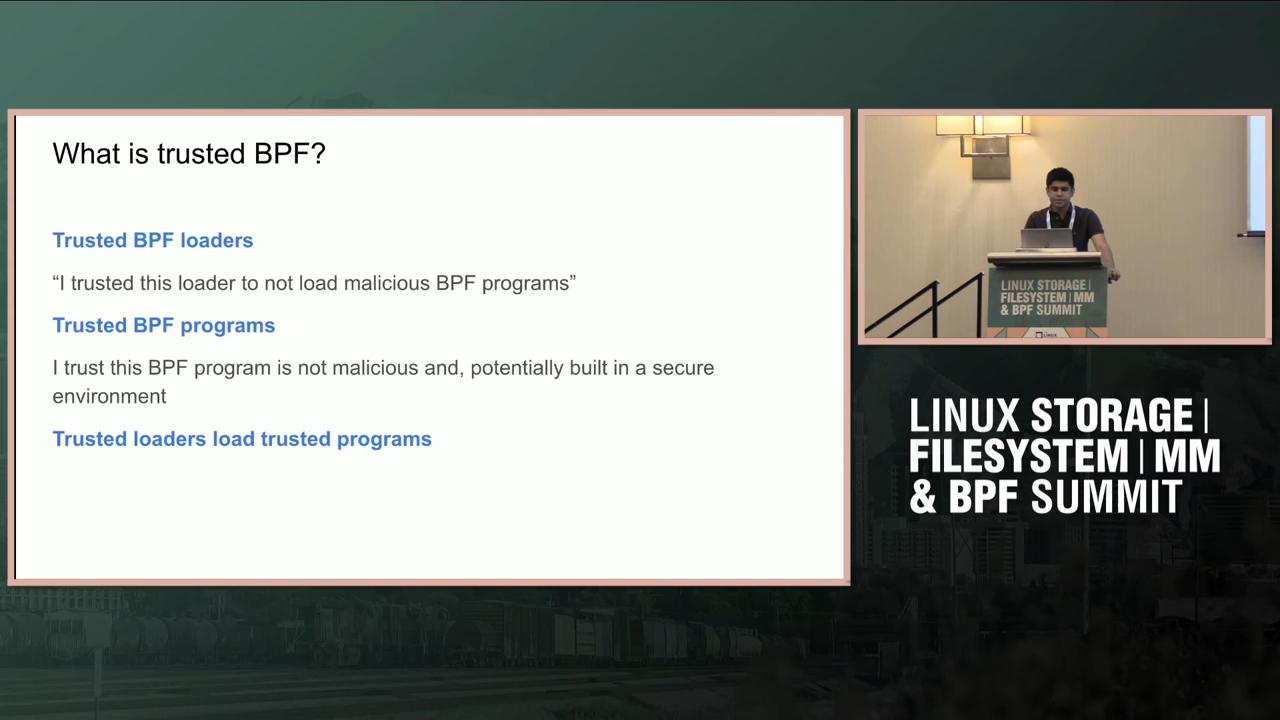 What is trusted BPF?
Trusted BPF loaders
“I trusted this loader to not load malicious BPF programs”
Trusted BPF programs
I trust this BPF program is not malicious and, potentially built in a secure
environment
Trusted loaders load trusted programs
LINUX STORAGE |
FILESYSTEM | MM
& BPF SUMMIT
LINUX STORAGE |
FILESYSTEM | MM
& BPF SUMMIT